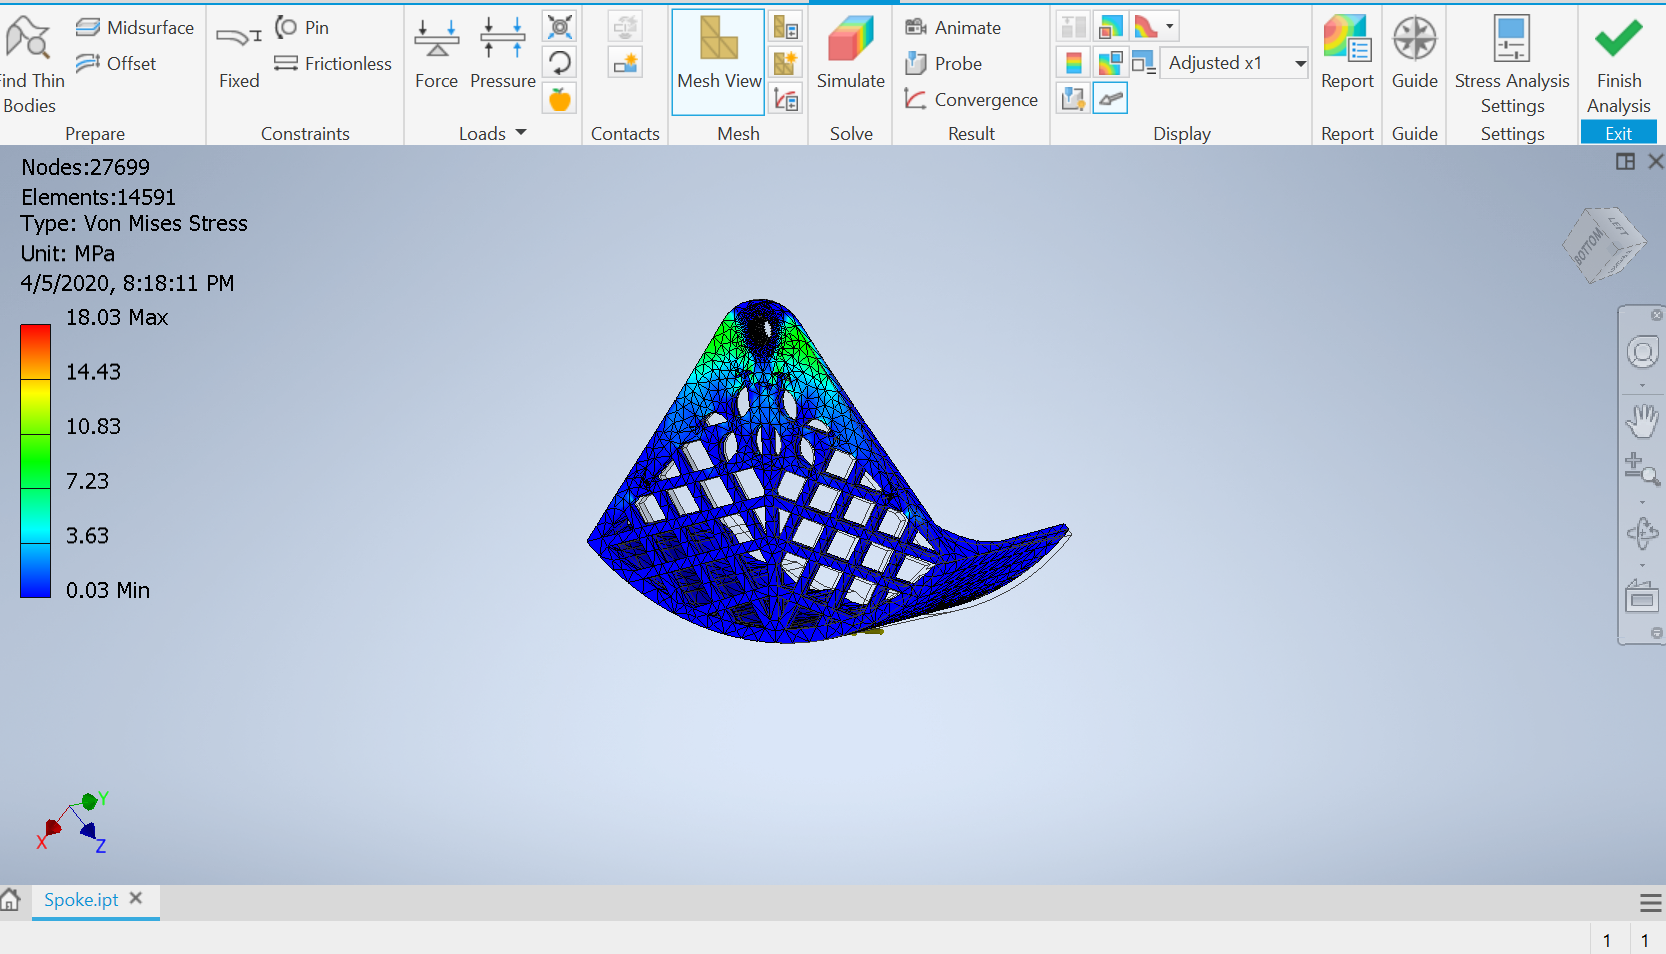 Find Thin Bodies
Midsurface
Offset
Prepare
Fixed
Pin
Frictionless
Constraints
Force
Pressure
Loads
Contacts
Mesh View
Mesh
Simulate
Solve
Animate
Probe
Convergence
Result
Adjusted x1
Display
Report
Report
Guide
Guide
Stress Analysis
Settings
Settings
Finish
Analysis
Exit
Nodes:27699
Elements:14591
Type: Von Mises Stress
Unit: MPa
4/5/2020, 8:18:11 PM
18.03 Max
14.43
10.83
7.23
3.63
0.03 Min
BOTTOM
LEFT
Y
X
Z
Spoke.ipt
1 1